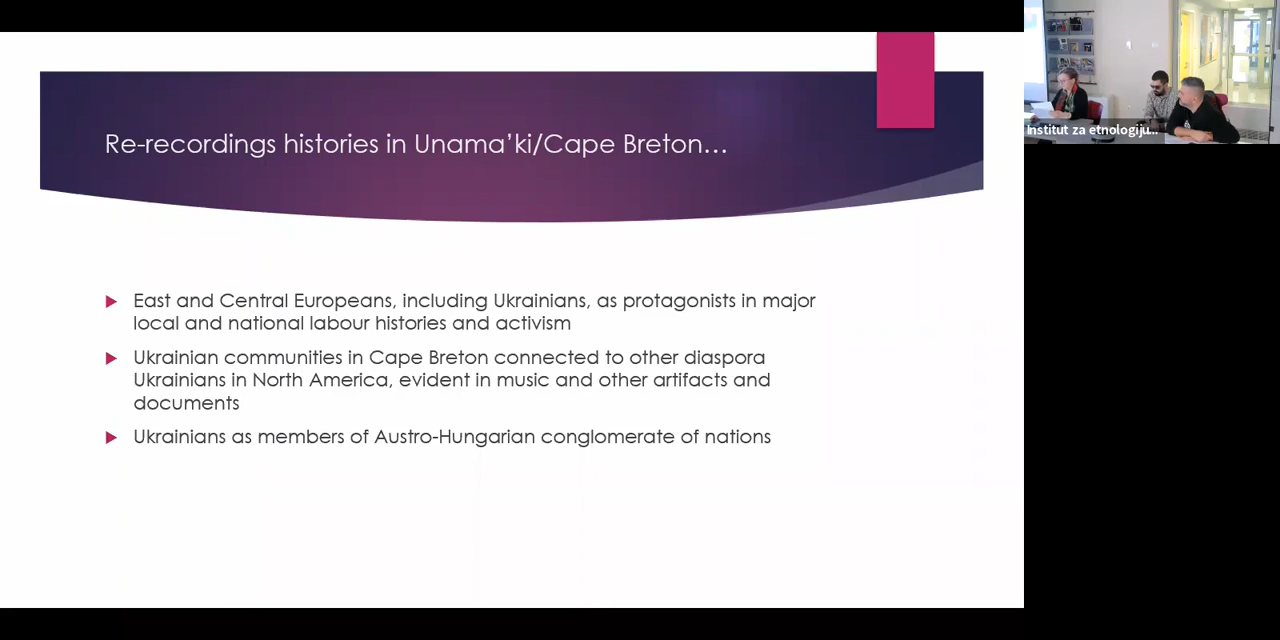 Re-recordings histories in Unama’ki/Cape Breton…
East and Central Europeans, including Ukrainians, as protagonists in major
local and national labour histories and activism
Ukrainian communities in Cape Breton connected to other diaspora
Ukrainians in North America, evident in music and other artifacts and
documents
Ukrainians as members of Austro-Hungarian conglomerate of nations
Institut za etnologiju...